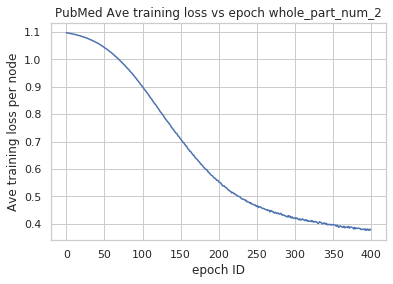 PubMed Ave training loss vs epoch whole_part_num_2
Ave training loss per node
1.1
1.0
0.9
0.8
0.7
0.6
0.5
0.4
0 50 100 150 200 250 300 350 400
epoch ID